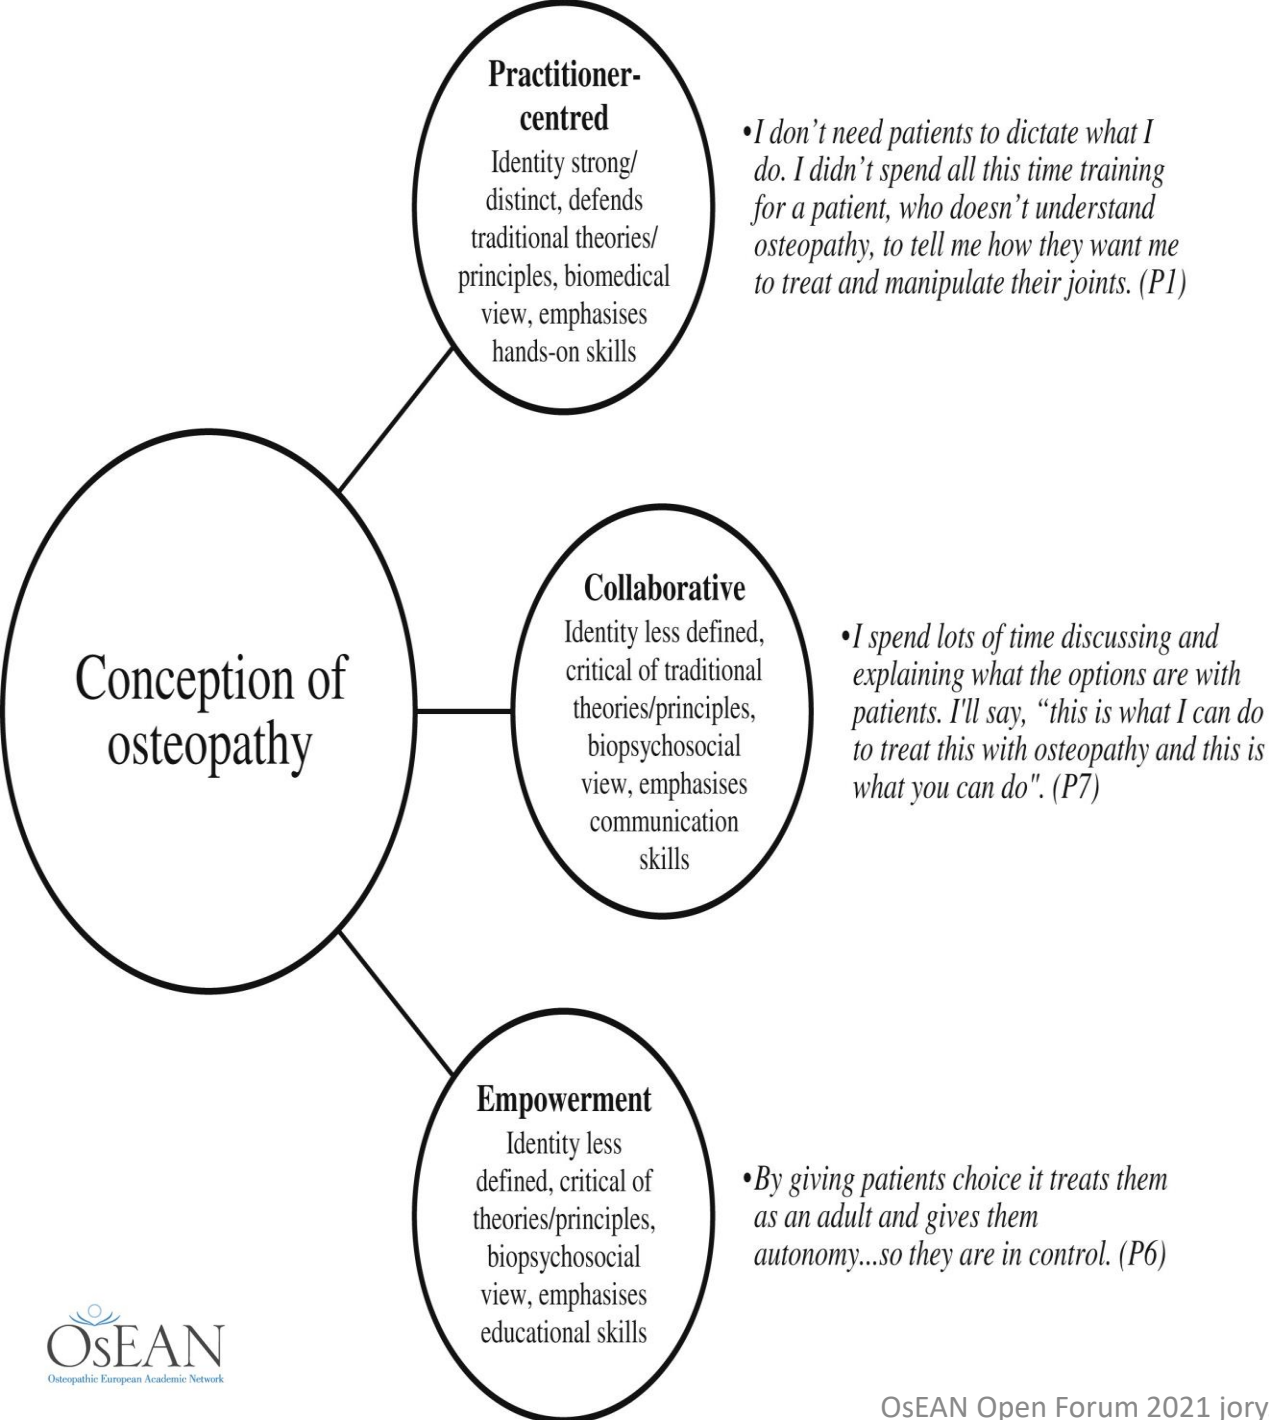 Practitioner-
centred
Identity strong/
distinct, defends
traditional theories/
principles, biomedical
view, emphasises
hands-on skills
•I don’t need patients to dictate what I
do. I didn’t spend all this time training
for a patient, who doesn’t understand
osteopathy, to tell me how they want me
to treat and manipulate their joints. (P1)
Conception of
osteopathy
Collaborative
Identity less defined,
critical of traditional
theories/principles,
biopsychosocial
view, emphasises
communication
skills
•I spend lots of time discussing and
explaining what the options are with
patients. I'll say, “this is what I can do
to treat this with osteopathy and this is
what you can do". (P7)
Empowerment
Identity less
defined, critical of
theories/principles,
biopsychosocial
view, emphasises
educational skills
•By giving patients choice it treats them
as an adult and gives them
autonomy...so they are in control. (P6)
OSEAN
Osteopathic European Academic Network
OsEAN Open Forum 2021 jory